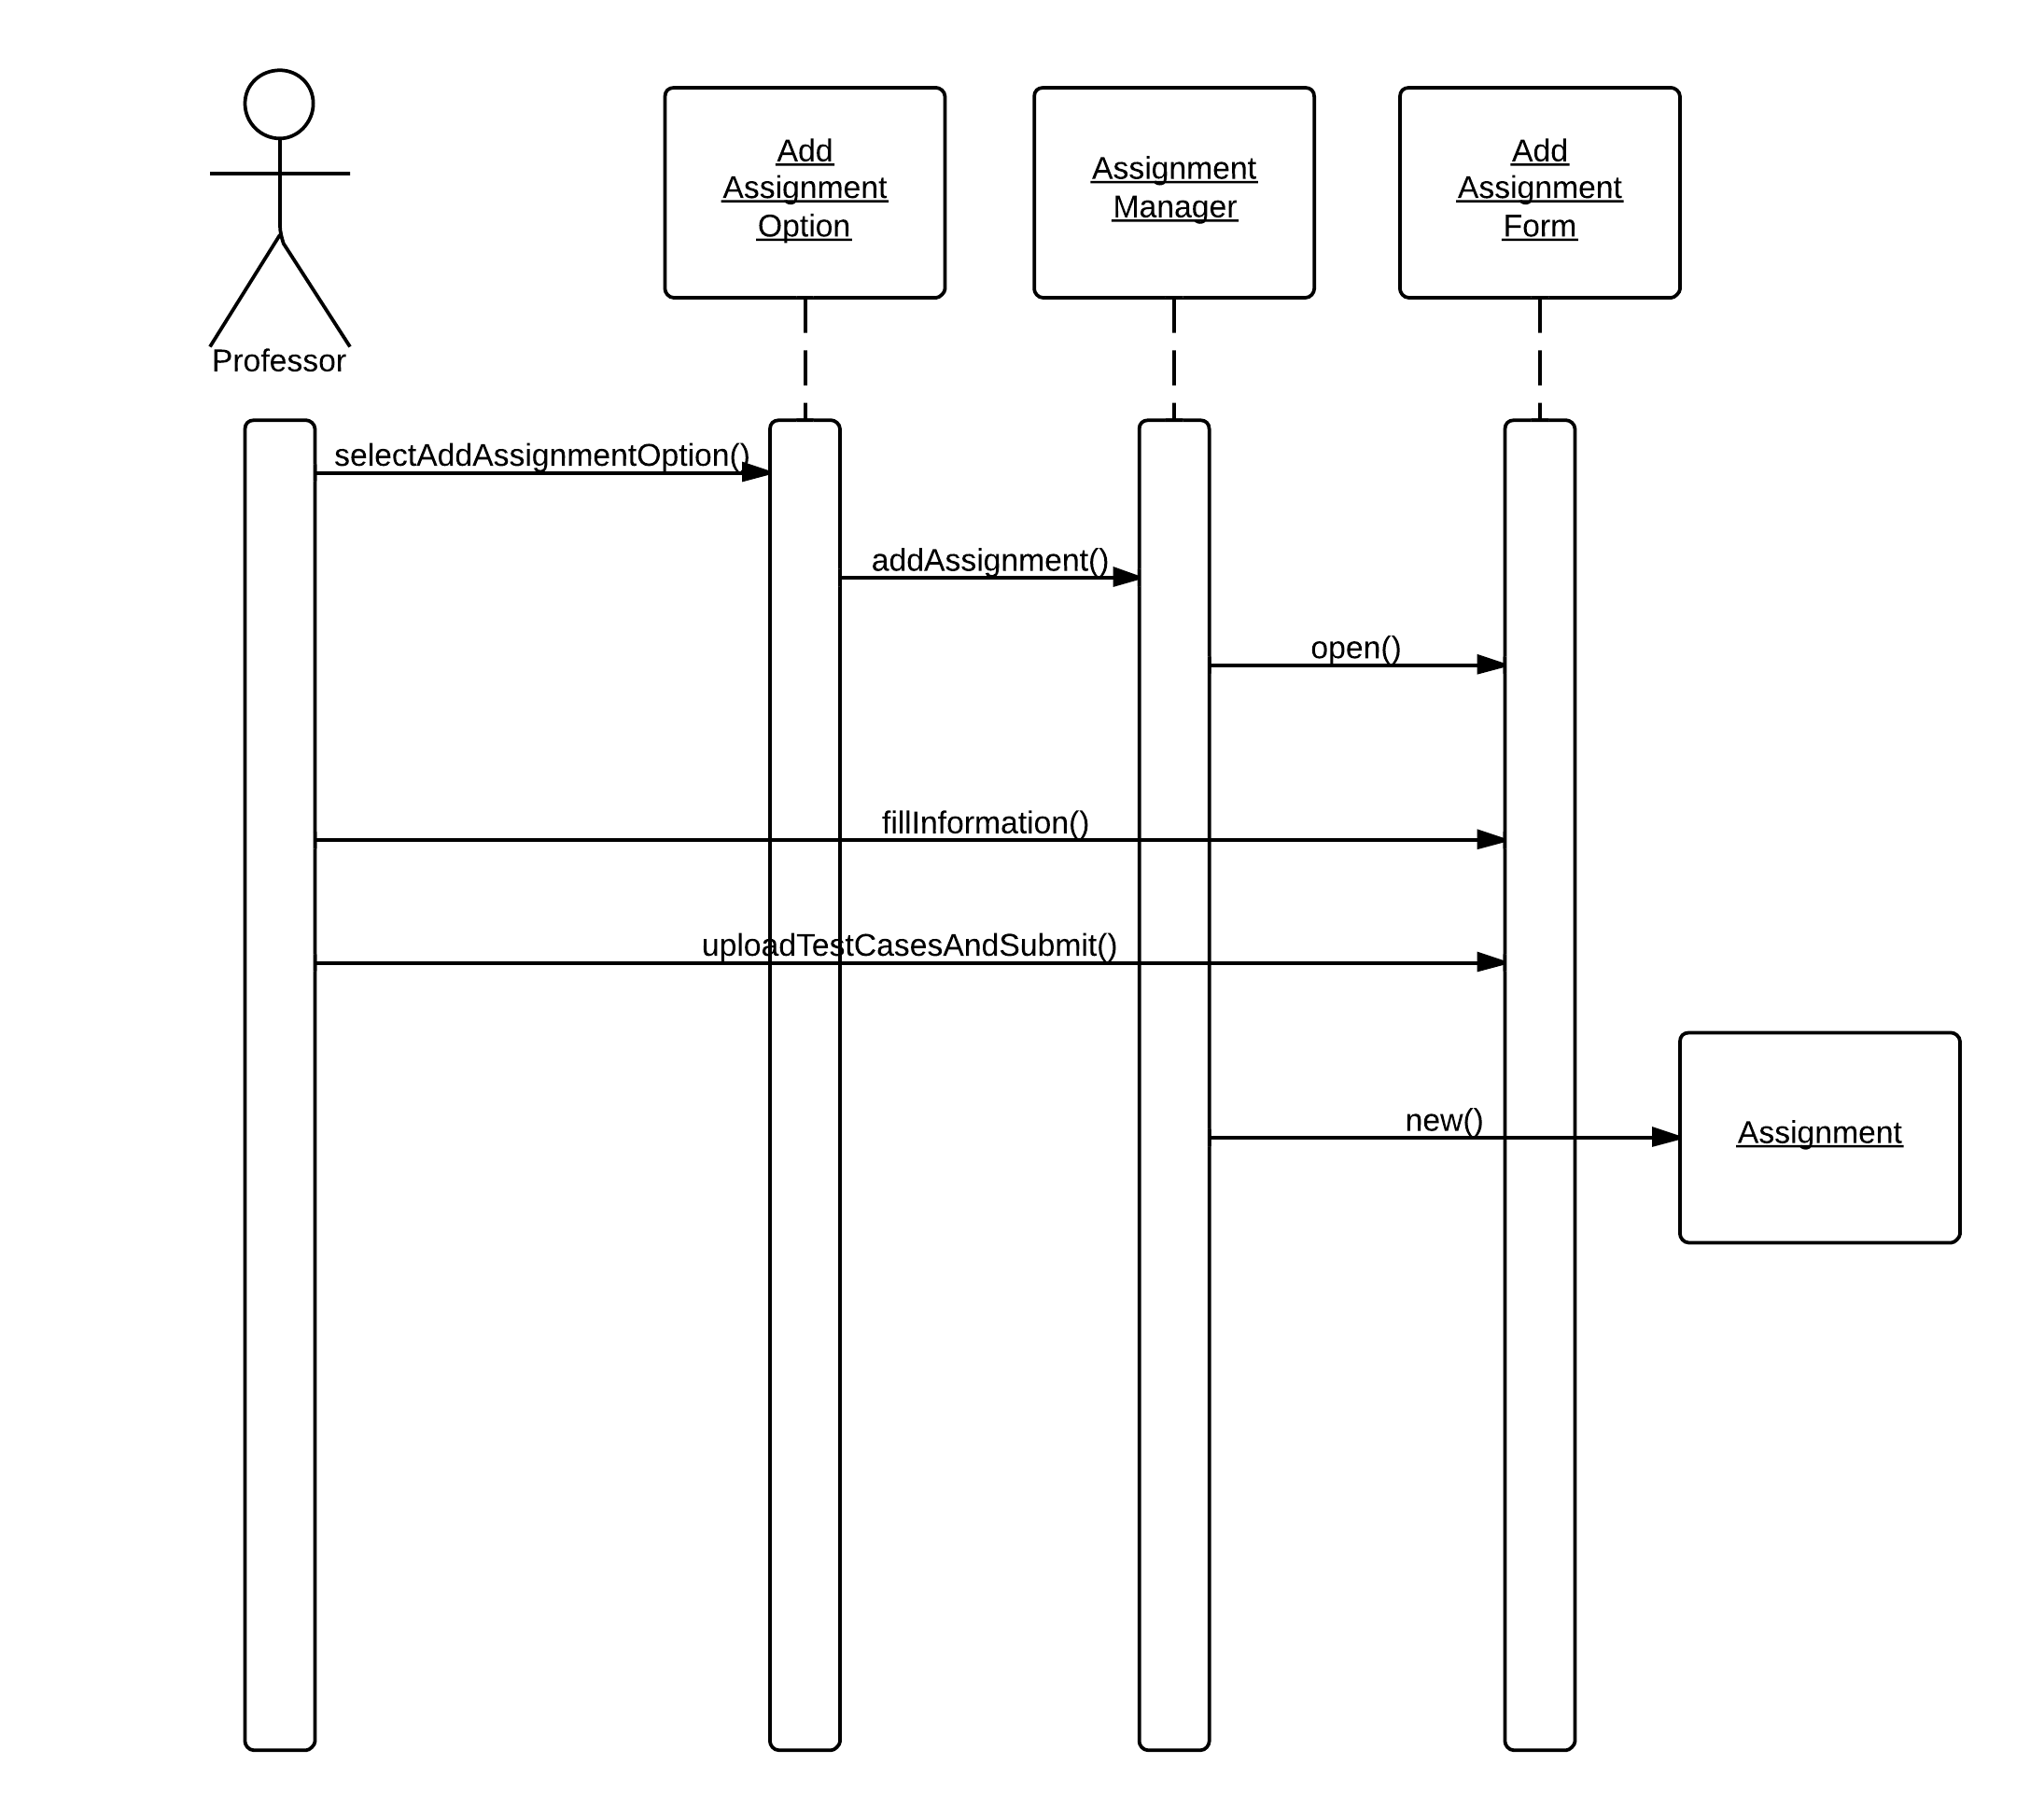 Add
Assignment
Option
Assignment
Manager
Add
Assignment
Form
Professor
selectAddAssignmentOption()
addAssignment()
open()
fillInformation()
uploadTestCasesAndSubmit()
new()
Assignment